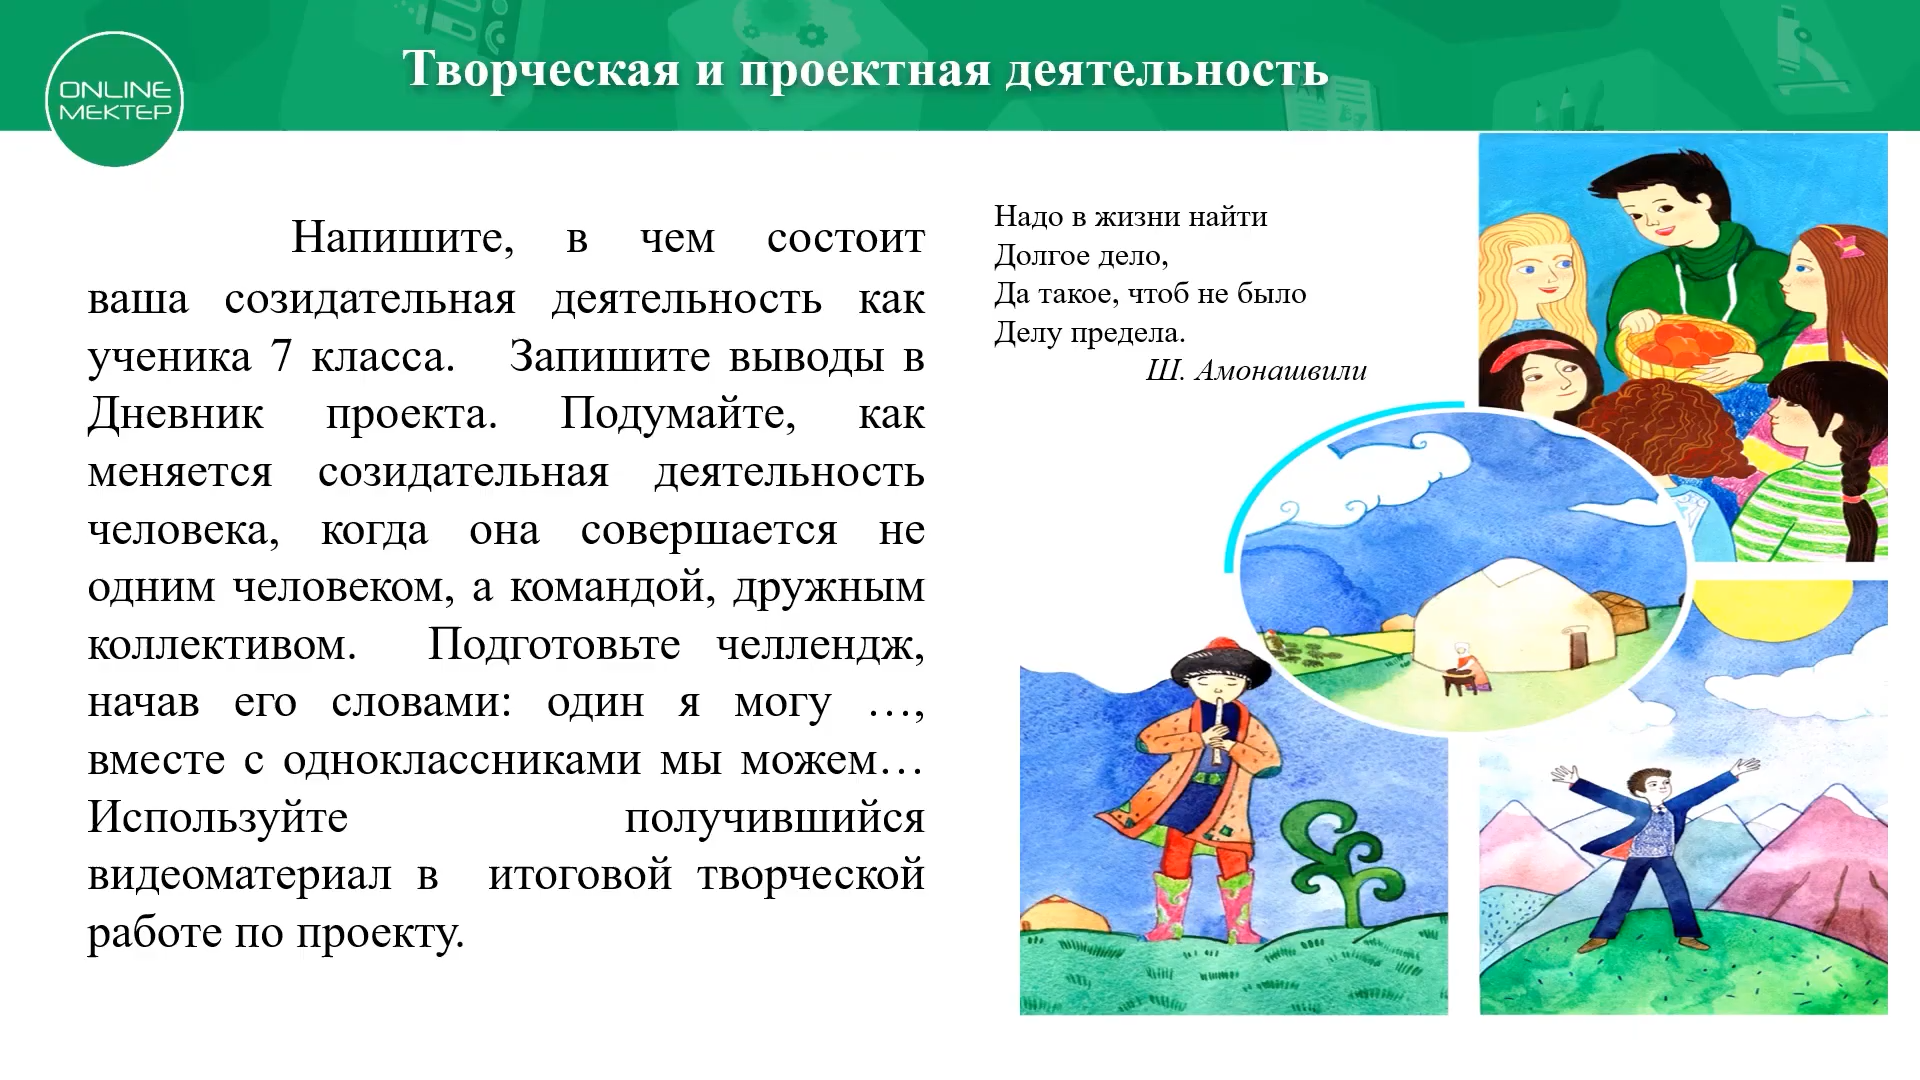 Творческая и проектная деятельность
ONLINE
МЕКТЕР
Напишите, в чем состоит
ваша созидательная деятельность как
ученика 7 класса. Запишите выводы в
Дневник проекта. Подумайте, как
меняется созидательная деятельность
человека, когда она совершается не
одним человеком, а командой, дружным
коллективом. Подготовьте челлендж,
начав его словами: один я могу …,
вместе с одноклассниками мы можем…
Используйте получившийся
видеоматериал в итоговой творческой
работе по проекту.
Надо в жизни найти
Долгое дело,
Да такое, чтоб не было
Делу предела.
Ш. Амонашвили